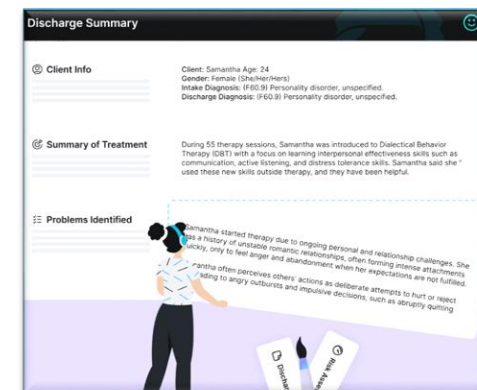 Discharge Summary
Client Info
Client: Samantha Age: 24
Gender: Female (She/Her/Hers)
Intake Diagnosis: (F60.9) Personality disorder, unspecified.
Discharge Diagnosis: (F60.9) Personality disorder, unspecified.
Summary of Treatment
During 55 therapy sessions, Samantha was introduced to Dialectical Behavior
Therapy (DBT) with a focus on learning interpersonal effectiveness skills such as
communication, active listening, and distress tolerance skills. Samantha said she "
used these new skills outside therapy, and they have been helpful.
Problems Identified
Samantha started therapy due to ongoing personal and relationship challenges. She
has a history of unstable romantic relationships, often forming intense attachments
quickly, only to feel anger and abandonment when her expectations are not fulfilled.
often perceives others' actions as deliberate attempts to hurt or reject
to angry outbursts and impulsive decisions, such as abruptly quitting
Risk